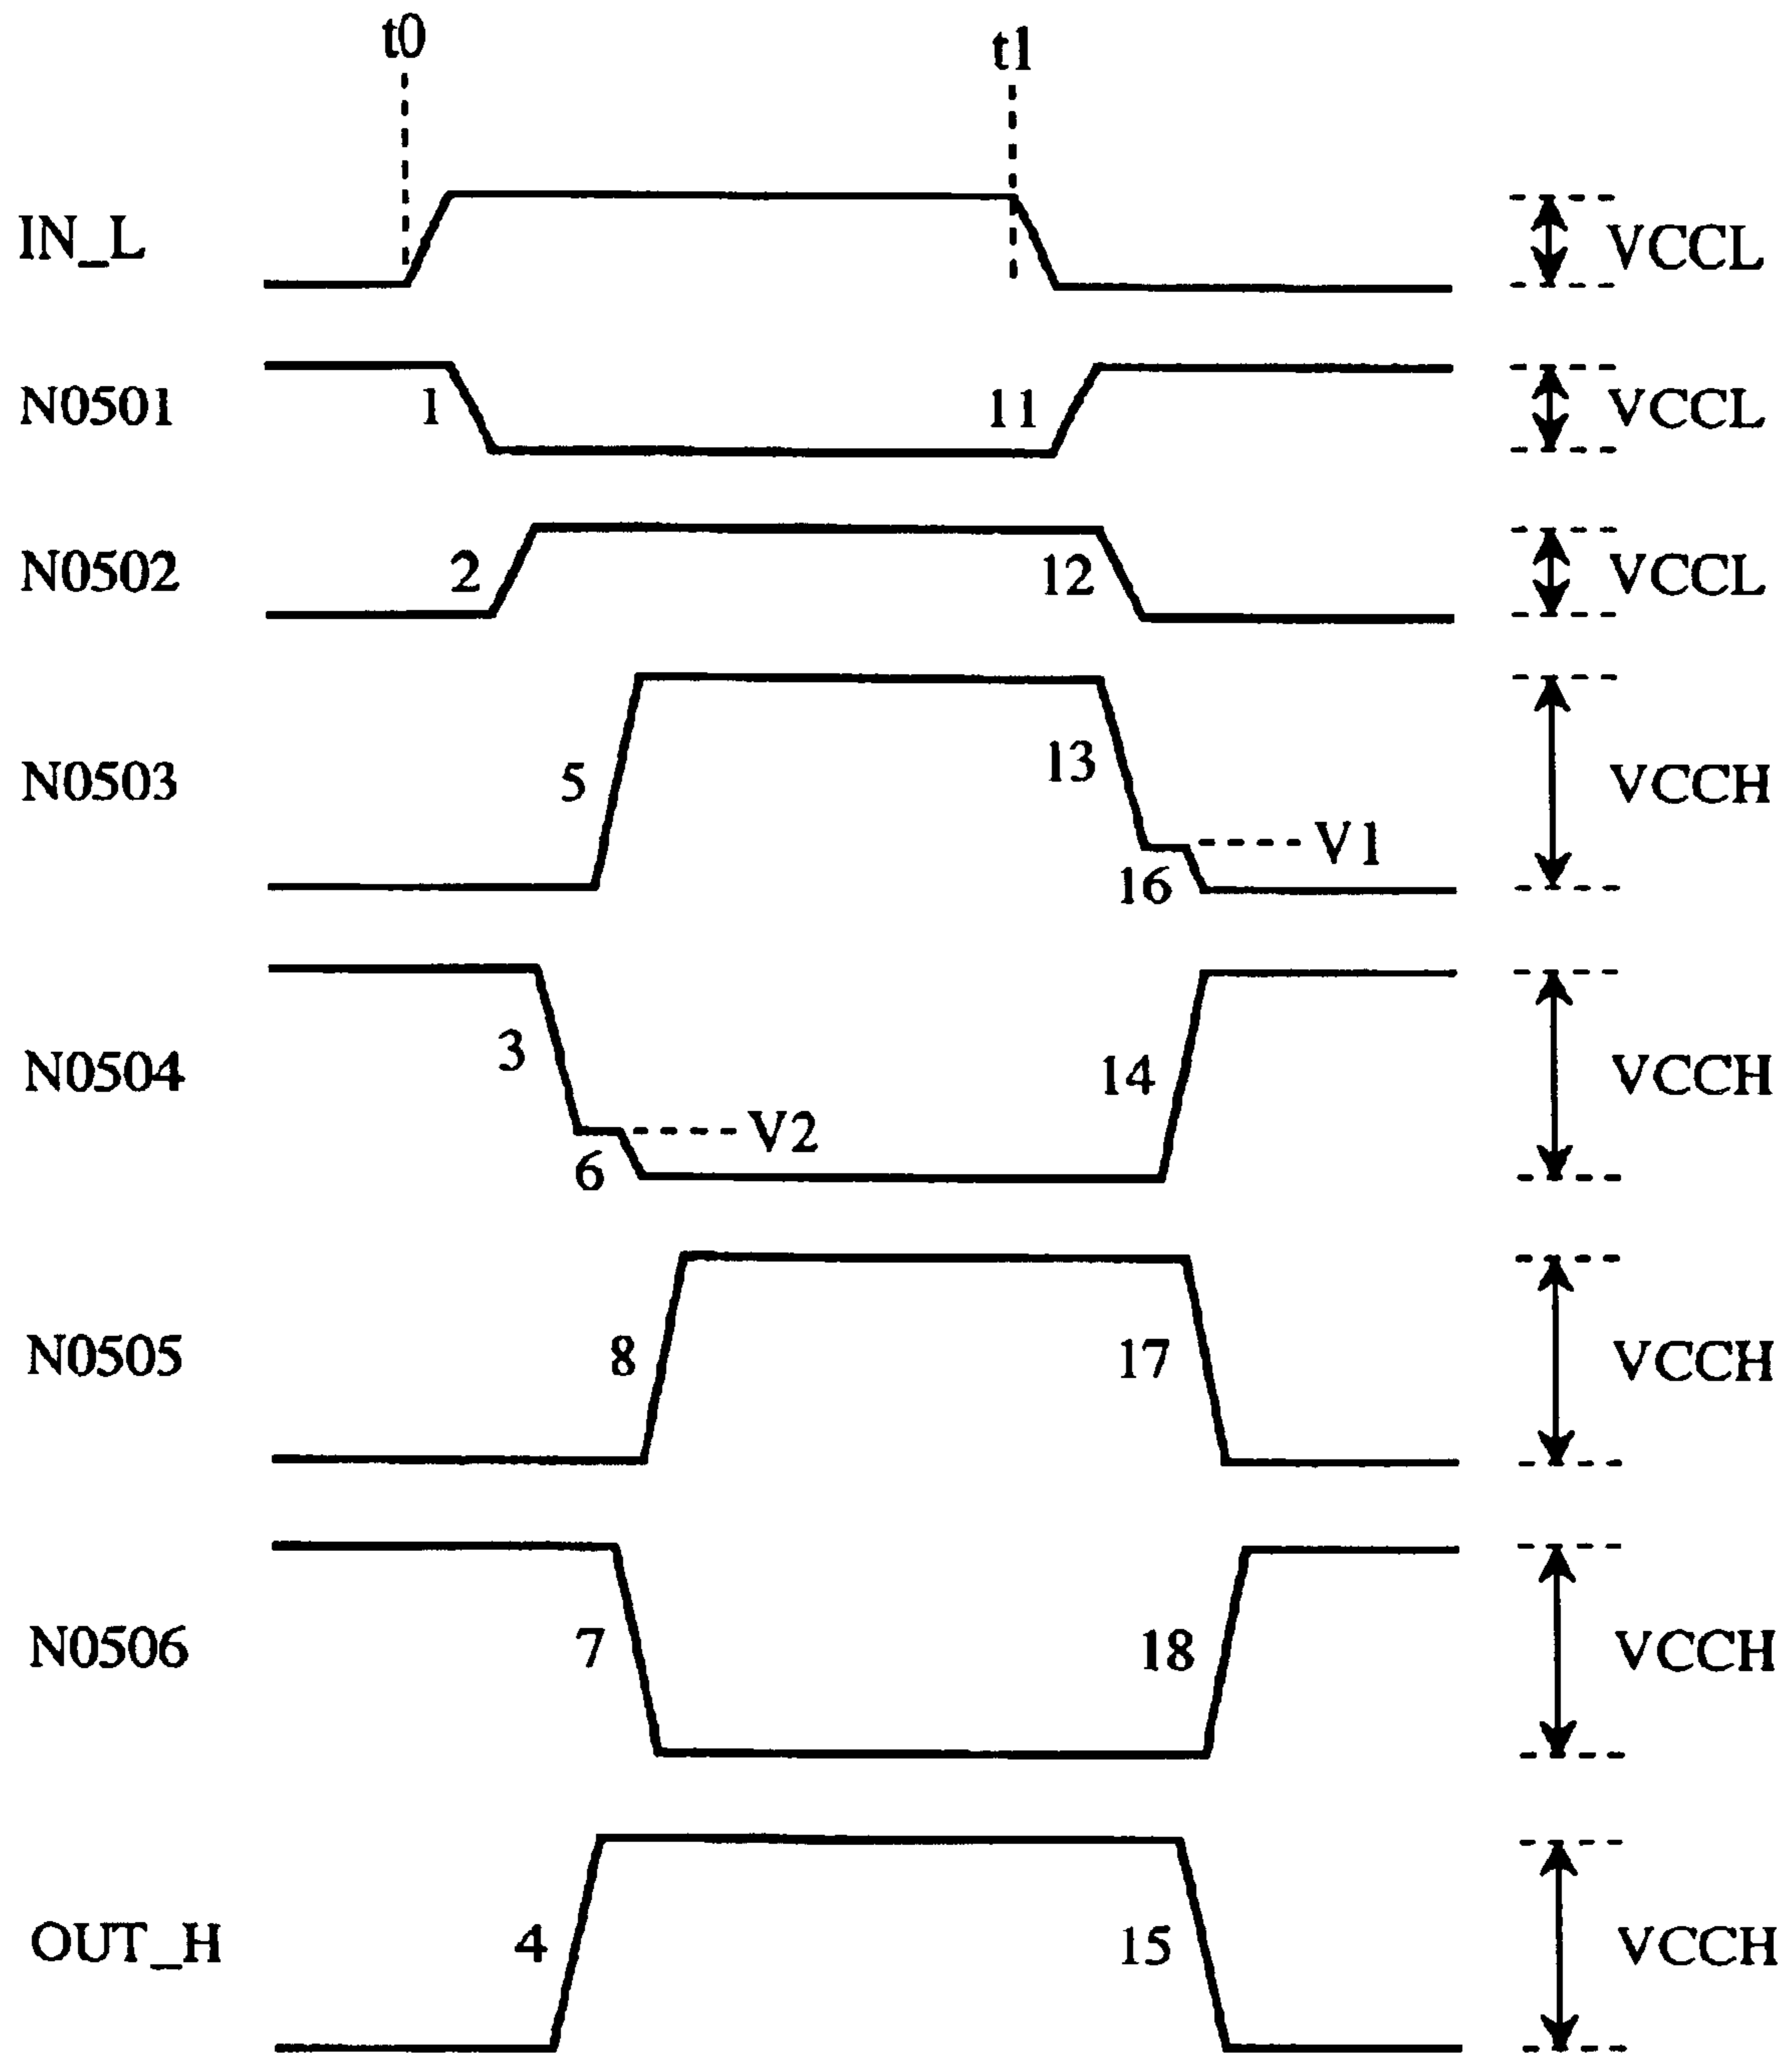 t0 t1
IN_L VCCL
N0501 1 11 VCCL
N0502 2 12 VCCL
N0503 5 13 VCCH
V1
16
N0504 3 14 VCCH
V2
6
N0505 8 17 VCCH
N0506 7 18 VCCH
OUT_H 4 15 VCCH